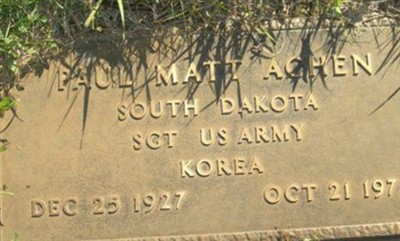 PAUL MATT ACHEN
SOUTH DAKOTA
SGT US ARMY
KOREA
DEC 25 1927 OCT 21 197